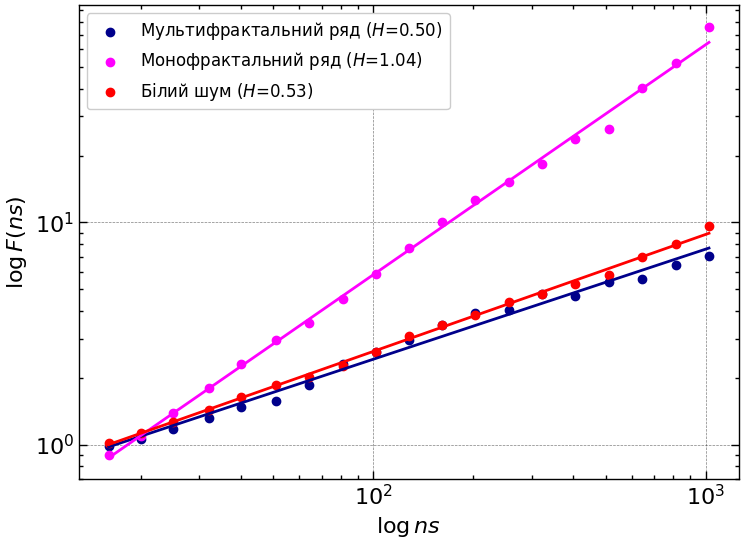 Мультифрактальний ряд (H=0.50)
Монофрактальний ряд (H=1.04)
Білий шум (H=0.53)
log F(ns)
10¹
10⁰
10²
10³
log ns